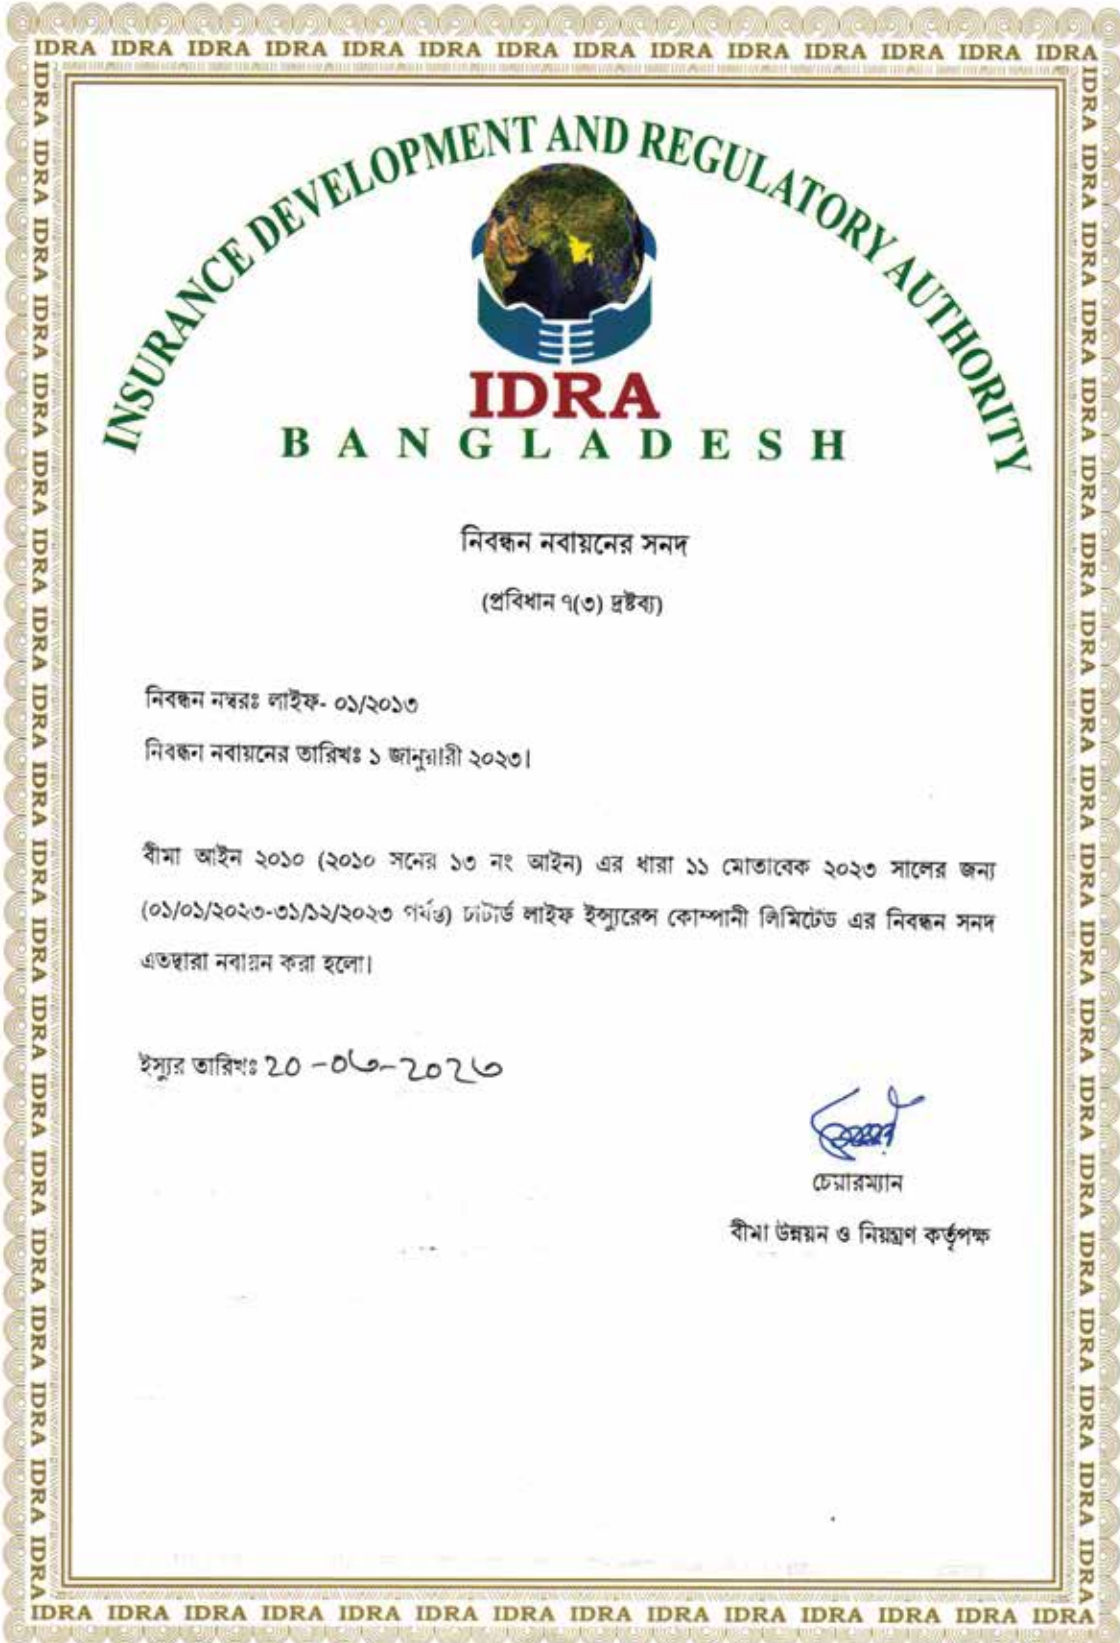 IDRA IDRA IDRA IDRA IDRA IDRA IDRA IDRA IDRA IDRA IDRA IDRA IDRA IDRA
INSURANCE DEVELOPMENT AND REGULATORY AUTHORITY
IDRA
BANGLADESH
নিবন্ধন নবায়নের সনদ
(প্রবিধান ৭(৩) দ্রষ্টব্য)
নিবন্ধন নম্বরঃ লাইফ- ০১/২০১৩
নিবন্ধন নবায়নের তারিখঃ ১ জানুয়ারী ২০২৩।
বীমা আইন ২০১০ (২০১০ সনের ১৩ নং আইন) এর ধারা ১১ মোতাবেক ২০২৩ সালের জন্য
(০১/০১/২০২৩-৩১/১২/২০২৩ পর্যন্ত) চার্টার্ড লাইফ ইন্স্যুরেন্স কোম্পানী লিমিটেড এর নিবন্ধন সনদ
এতদ্বারা নবায়ন করা হলো।
ইস্যুর তারিখঃ ২০-০৬-২০২৩
চেয়ারম্যান
বীমা উন্নয়ন ও নিয়ন্ত্রণ কর্তৃপক্ষ
IDRA IDRA IDRA IDRA IDRA IDRA IDRA IDRA IDRA IDRA IDRA IDRA IDRA IDRA